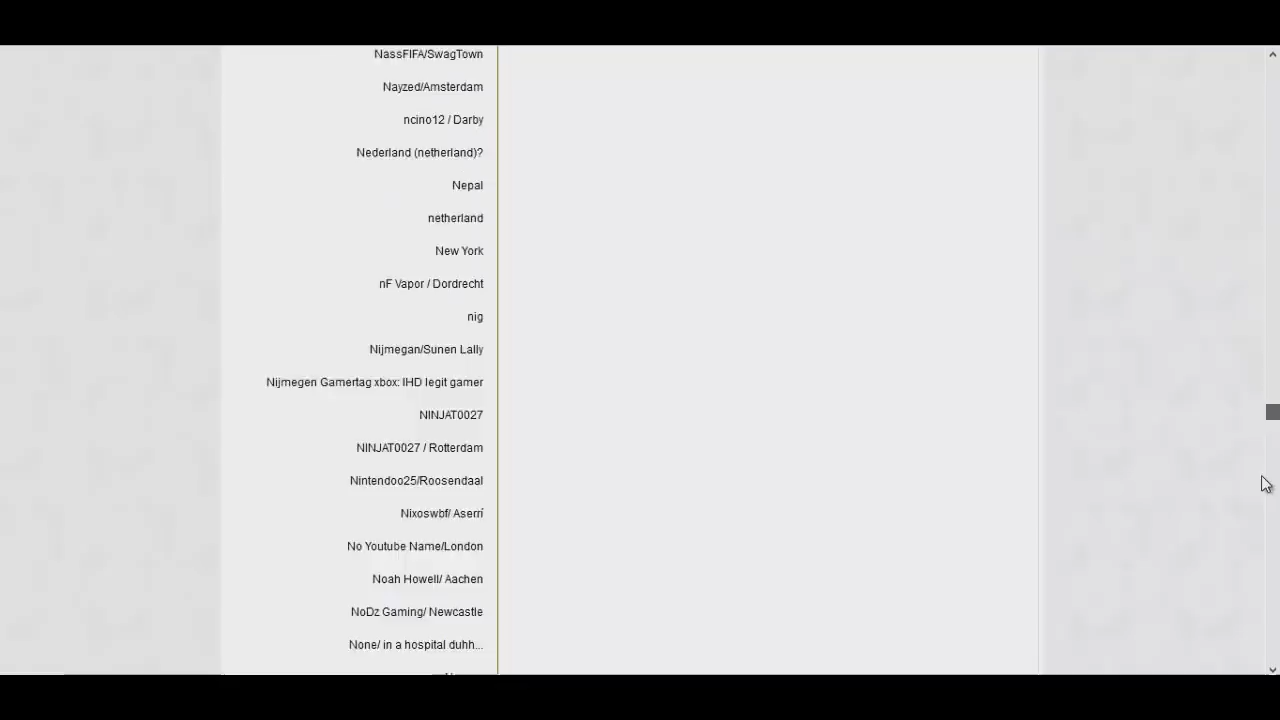 NassFIFA/SwagTown
Nayzed/Amsterdam
ncino12 / Darby
Nederland (netherland)?
Nepal
netherland
New York
nF Vapor / Dordrecht
nig
Nijmegan/Sunen Lally
Nijmegen Gamertag xbox: IHD legit gamer
NINJAT0027
NINJAT0027 / Rotterdam
Nintendoo25/Roosendaal
Nixoswbf/ Aserrí
No Youtube Name/London
Noah Howell/ Aachen
NoDz Gaming/ Newcastle
None/ in a hospital duhh...